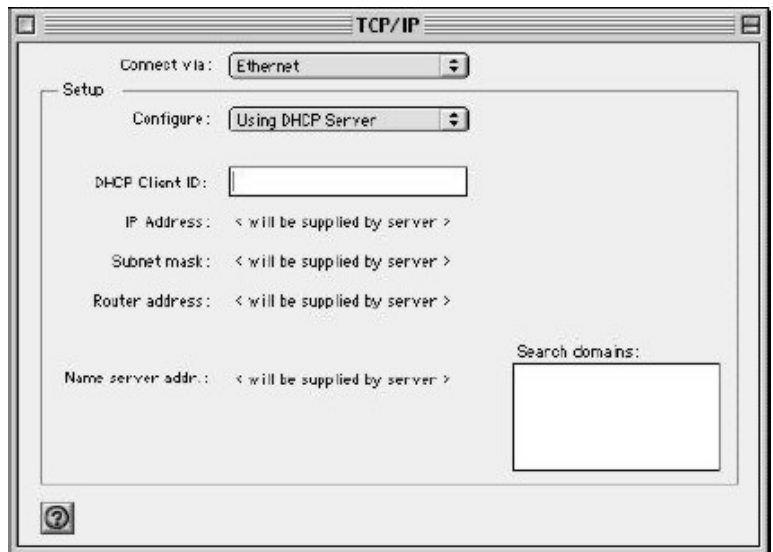 TCP/IP
Connect via: Ethernet
Setup
Configure: Using DHCP Server
DHCP Client ID:
IP Address: < will be supplied by server >
Subnet mask: < will be supplied by server >
Router address: < will be supplied by server >
Search domains:
Name server addr.: < will be supplied by server >
?